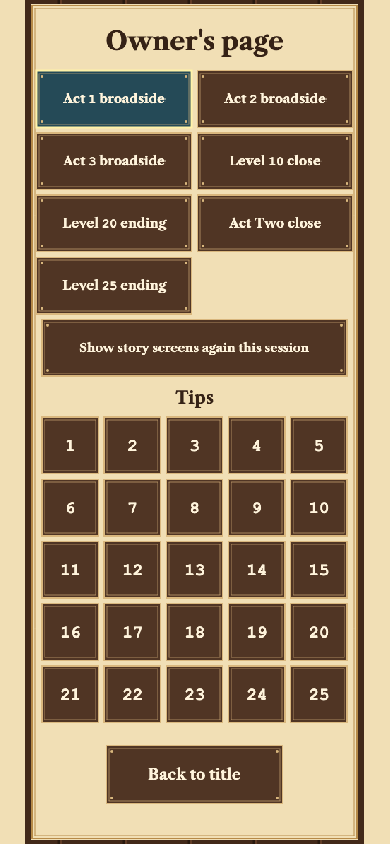 Owner's page
Act 1 broadside
Act 2 broadside
Act 3 broadside
Level 10 close
Level 20 ending
Act Two close
Level 25 ending
Show story screens again this session
Tips
1 2 3 4 5
6 7 8 9 10
11 12 13 14 15
16 17 18 19 20
21 22 23 24 25
Back to title